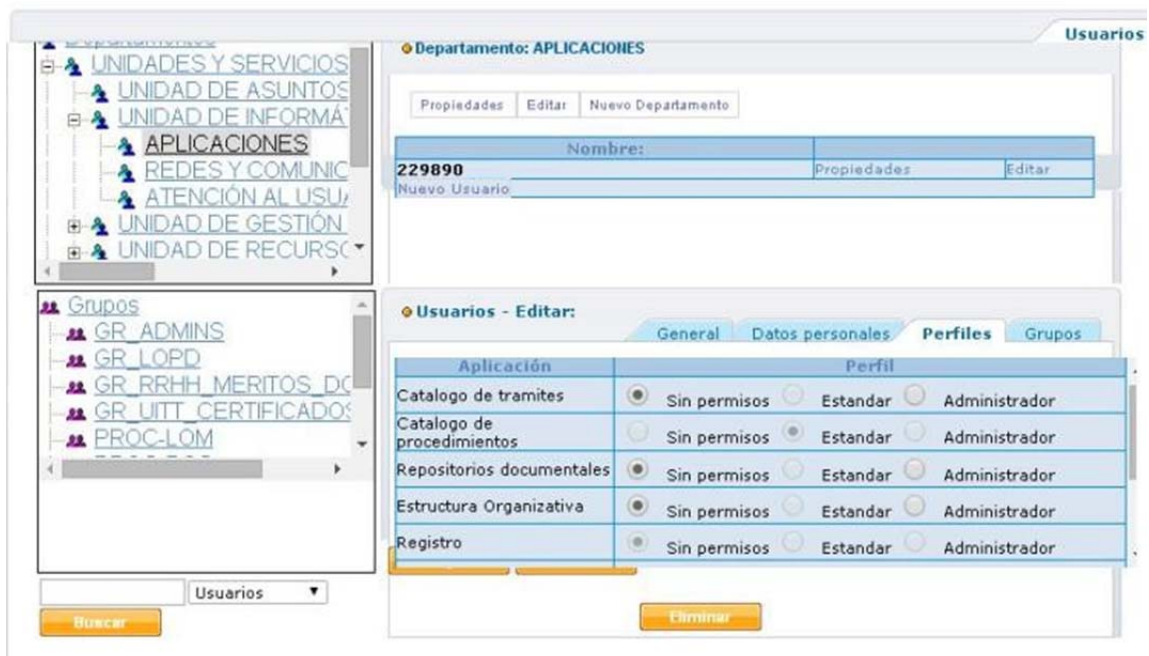 Usuarios
Departamentos
UNIDADES Y SERVICIOS
UNIDAD DE ASUNTOS
UNIDAD DE INFORMÁ
APLICACIONES
REDES Y COMUNIC
ATENCIÓN AL USU
UNIDAD DE GESTIÓN
UNIDAD DE RECURSO
Departamento: APLICACIONES
Propiedades Editar Nuevo Departamento
Nombre:
229890 Propiedades Editar
Nuevo Usuario
Grupos
GR_ADMINS
GR_LOPD
GR_RRHH_MERITOS_DO
GR_UITT_CERTIFICADOS
PROC-LOM
Usuarios - Editar:
General Datos personales Perfiles Grupos
Aplicación Perfil
Catalogo de tramites Sin permisos Estandar Administrador
Catalogo de
procedimientos Sin permisos Estandar Administrador
Repositorios documentales Sin permisos Estandar Administrador
Estructura Organizativa Sin permisos Estandar Administrador
Registro Sin permisos Estandar Administrador
Usuarios
Buscar
Eliminar